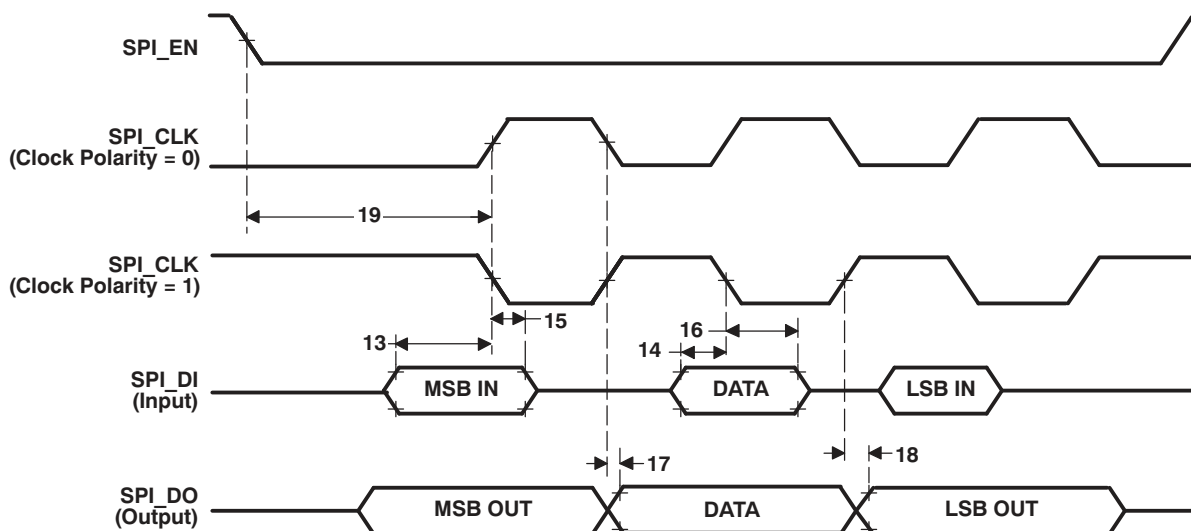 SPI_EN
SPI_CLK
(Clock Polarity = 0)
19
SPI_CLK
(Clock Polarity = 1)
15
13
16
14
SPI_DI
(Input)
MSB IN
DATA
LSB IN
17
18
SPI_DO
(Output)
MSB OUT
DATA
LSB OUT